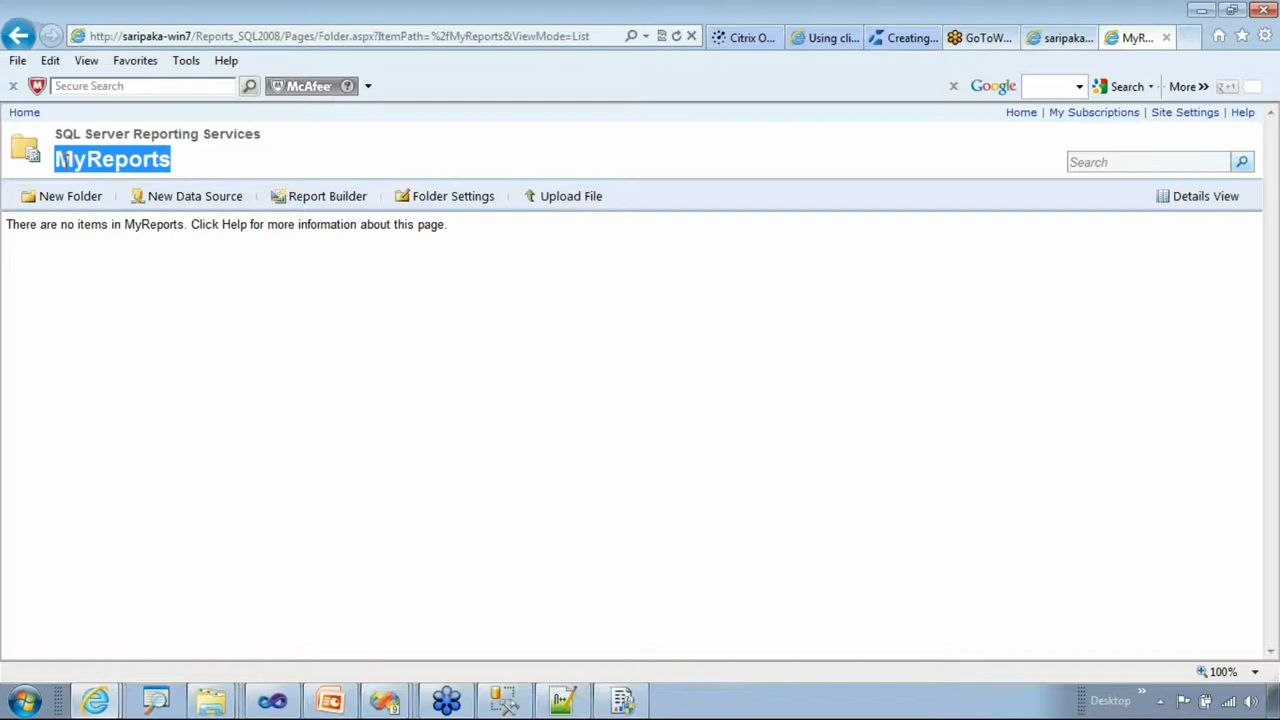 http://saripaka-win7/Reports_SQL2008/Pages/Folder.aspx?ItemPath=%2fMyReports&ViewMode=List
Citrix O...
Using cli...
Creating...
GoToW...
saripaka...
MyR...
File Edit View Favorites Tools Help
Secure Search
McAfee
Google
Search
More »
+1
Home
Home | My Subscriptions | Site Settings | Help
SQL Server Reporting Services
MyReports
Search
New Folder
New Data Source
Report Builder
Folder Settings
Upload File
Details View
There are no items in MyReports. Click Help for more information about this page.
100%
Desktop